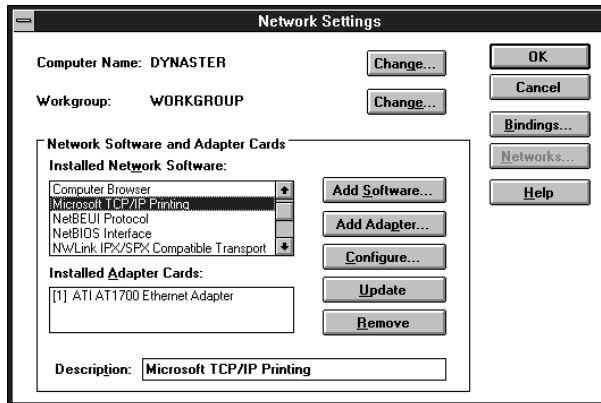 Network Settings
Computer Name: DYNASTER
Change...
OK
Cancel
Workgroup: WORKGROUP
Change...
Bindings...
Networks...
Help
Network Software and Adapter Cards
Installed Network Software:
Computer Browser
Microsoft TCP/IP Printing
NetBEUI Protocol
NetBIOS Interface
NWLink IPX/SPX Compatible Transport
Add Software...
Add Adapter...
Configure...
Update
Remove
Installed Adapter Cards:
[1] ATI AT1700 Ethernet Adapter
Description: Microsoft TCP/IP Printing